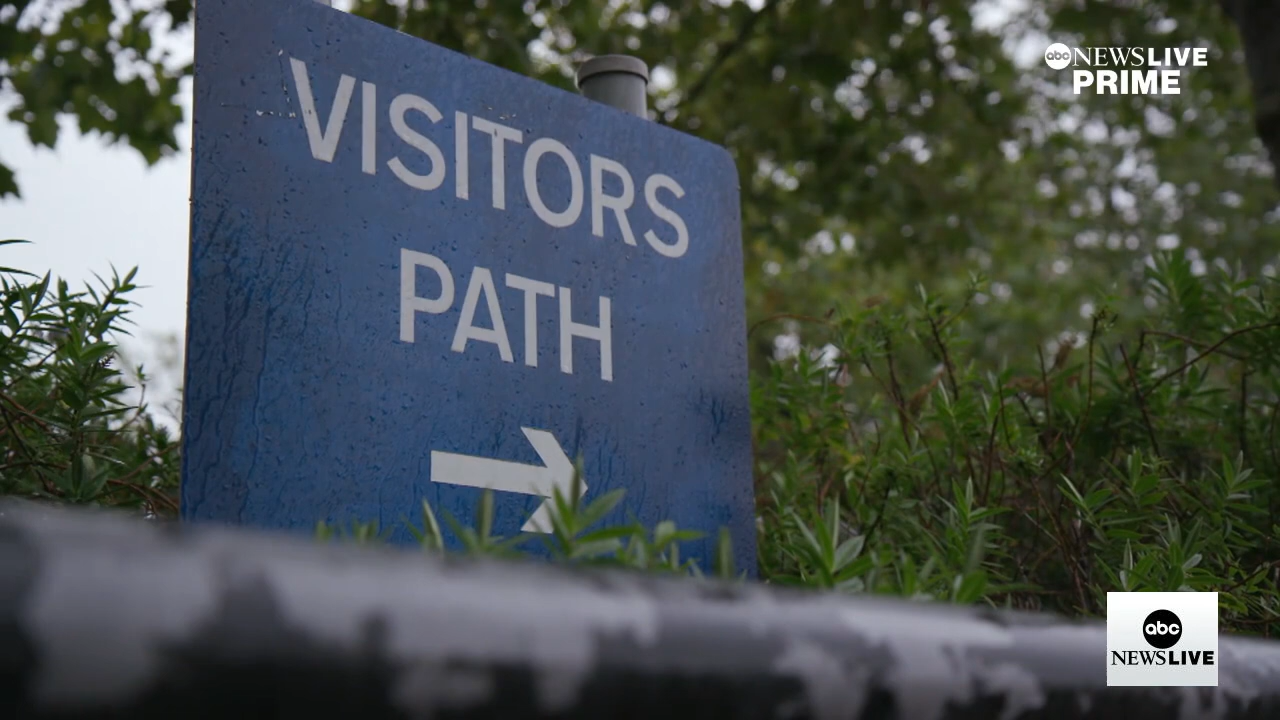 abc NEWS LIVE
PRIME
VISITORS
PATH
abc
NEWS LIVE